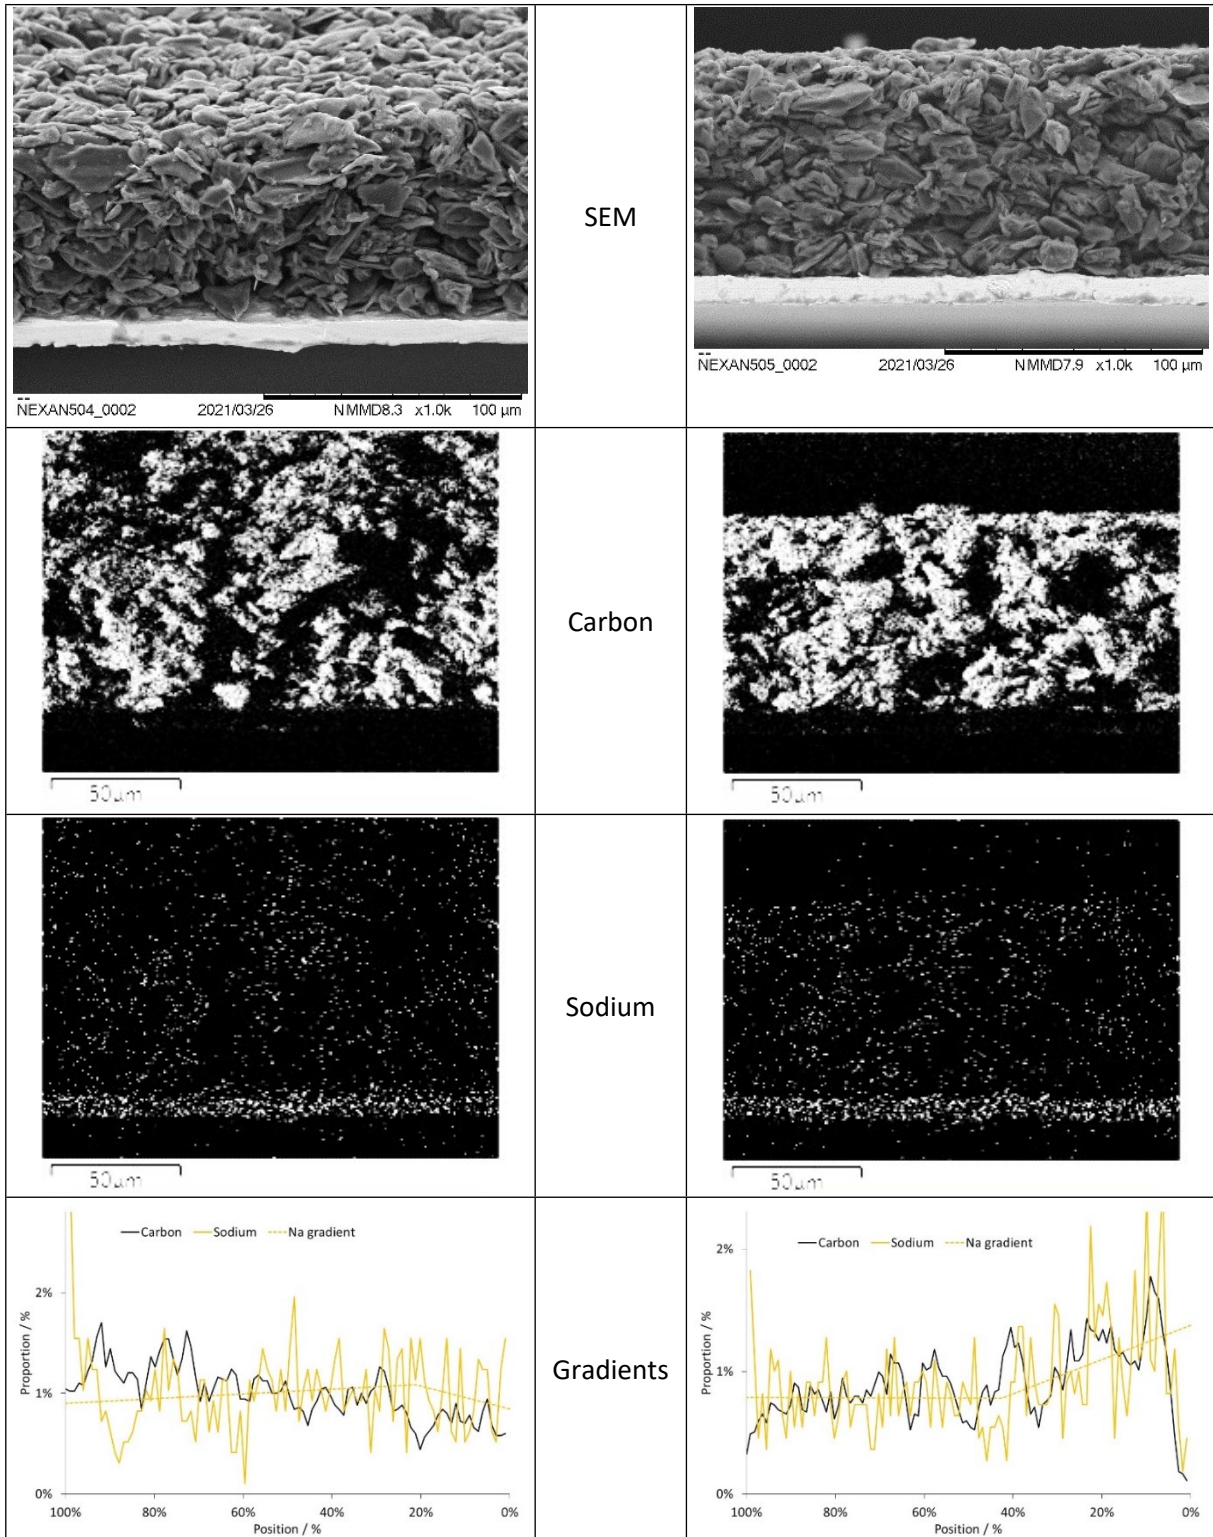 SEM
NEXAN504_0002 2021/03/26 NMMD8.3 x1.0k 100 µm
NEXAN505_0002 2021/03/26 NMMD7.9 x1.0k 100 µm
Carbon
50µm
50µm
Sodium
50µm
50µm
Gradients
Carbon Sodium Na gradient
Proportion / %
2%
1%
0%
100% 80% 60% 40% 20% 0%
Position / %
Carbon Sodium Na gradient
Proportion / %
2%
1%
0%
100% 80% 60% 40% 20% 0%
Position / %